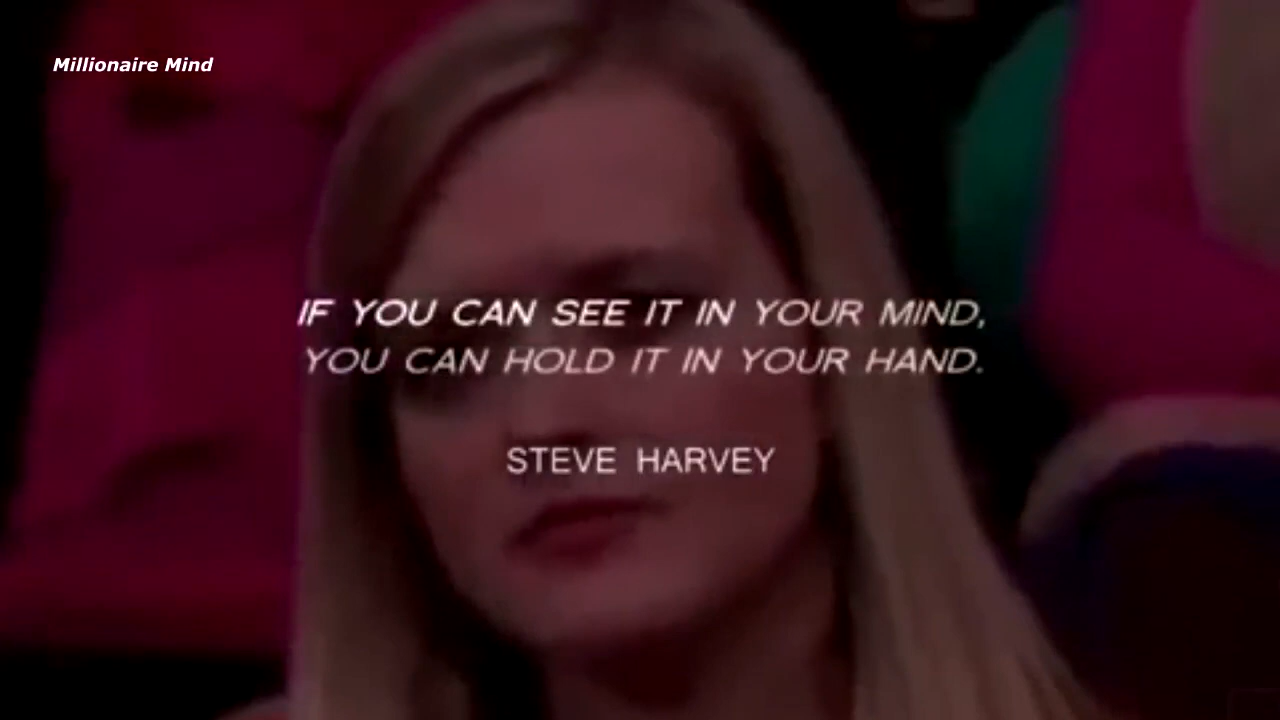 Millionaire Mind
IF YOU CAN SEE IT IN YOUR MIND,
YOU CAN HOLD IT IN YOUR HAND.
STEVE HARVEY